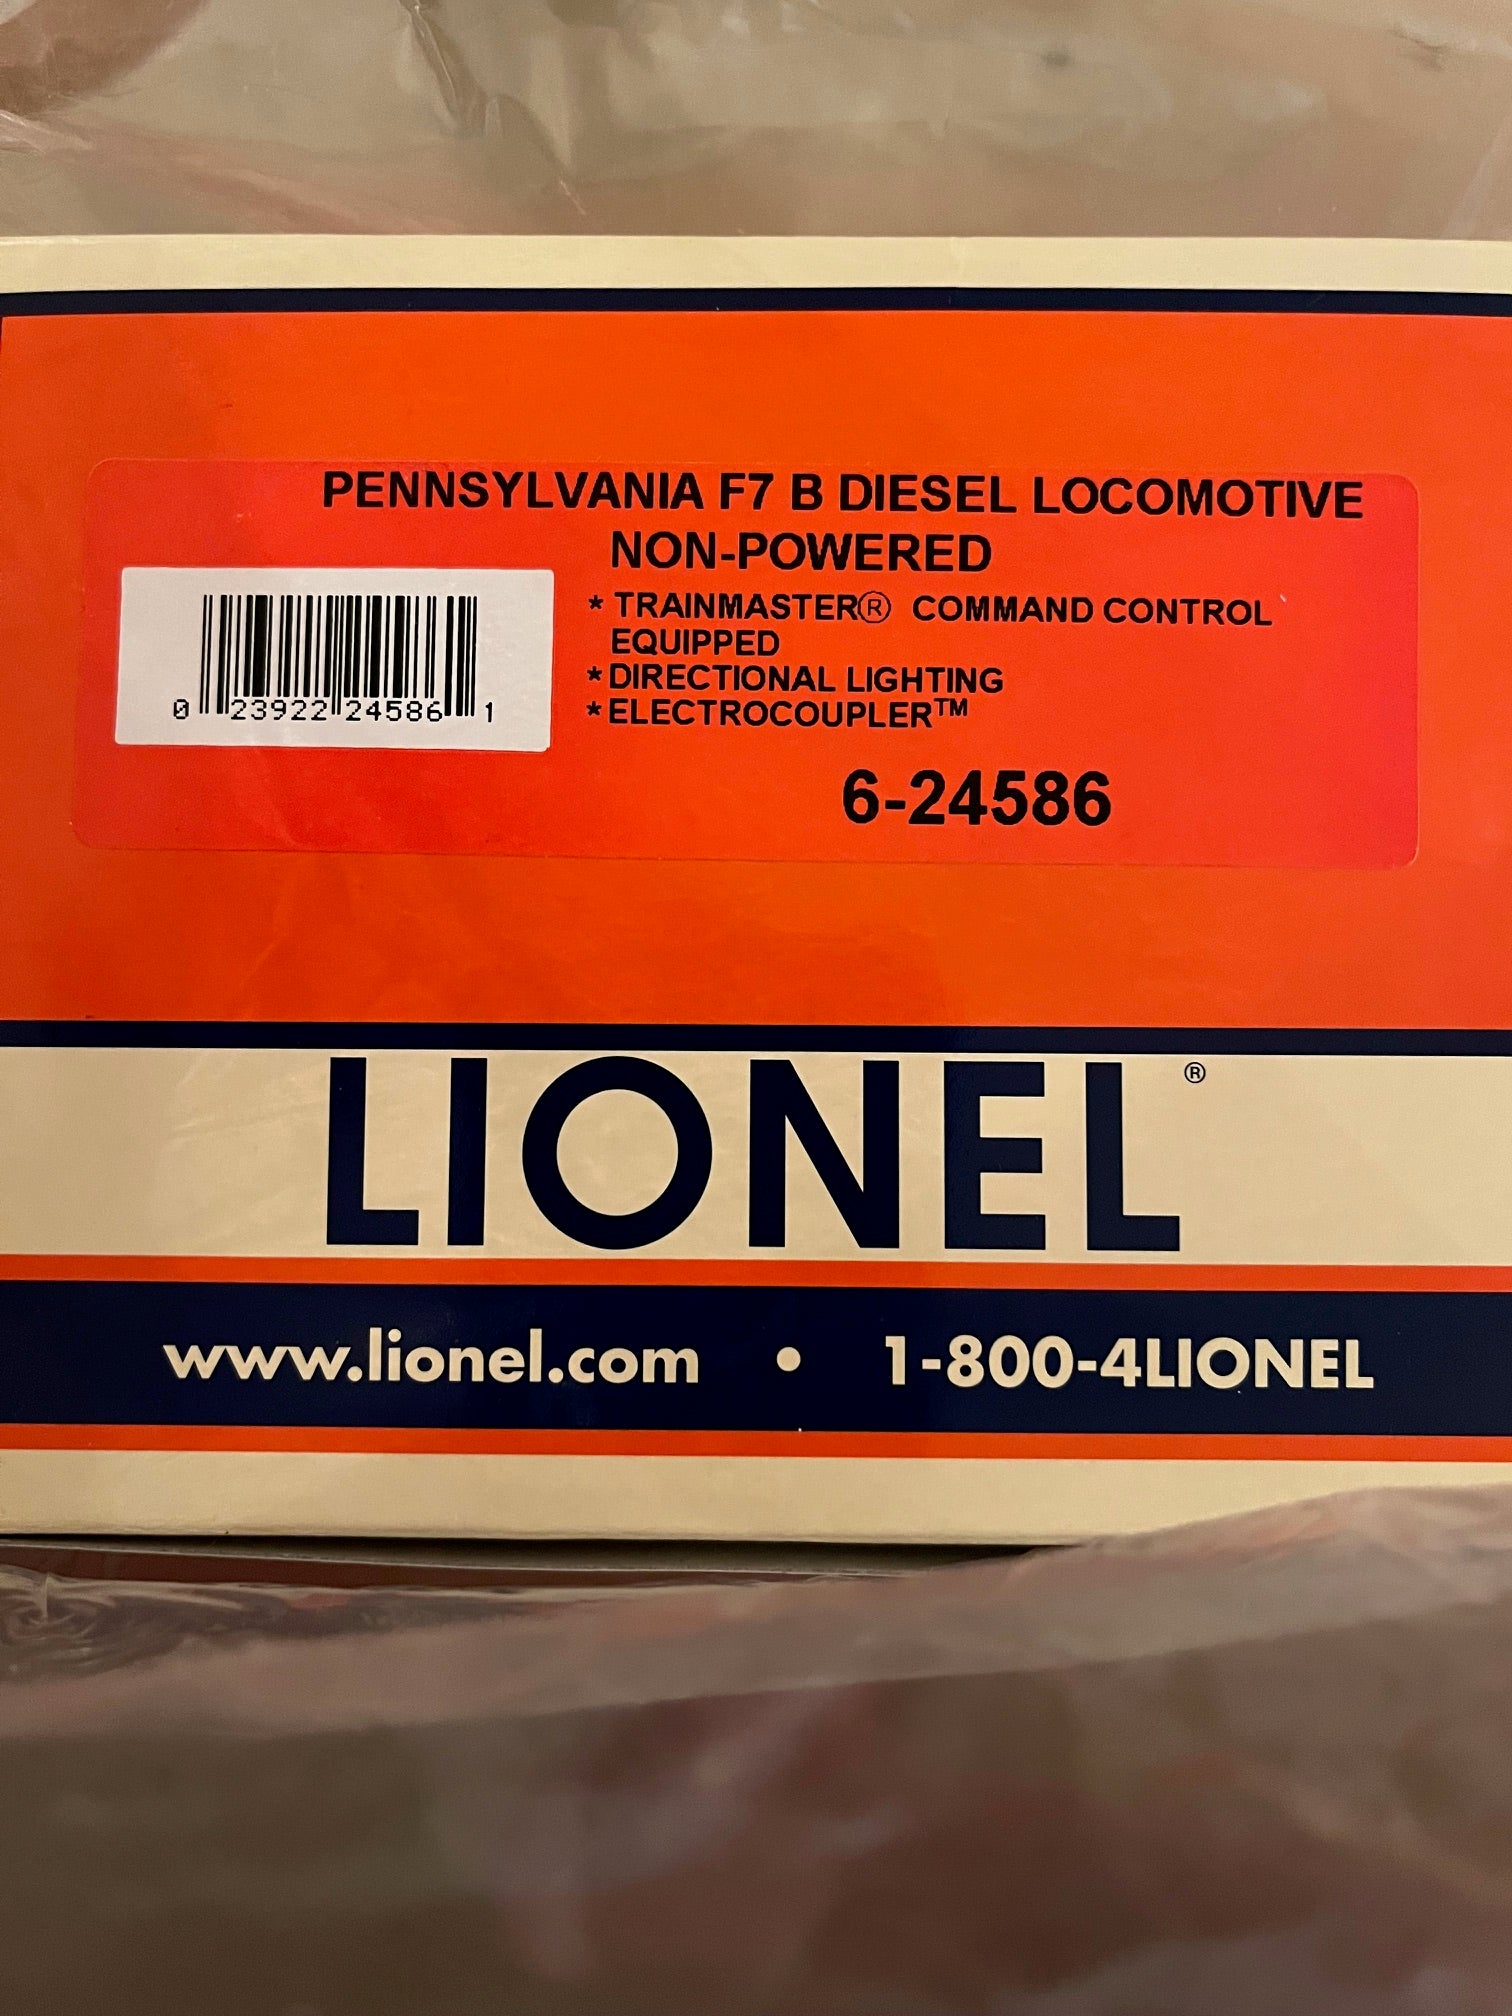 PENNSYLVANIA F7 B DIESEL LOCOMOTIVE
NON-POWERED
* TRAINMASTER® COMMAND CONTROL
EQUIPPED
* DIRECTIONAL LIGHTING
* ELECTROCOUPLER™
0 23922 24586 1
6-24586
LIONEL®
www.lionel.com • 1-800-4LIONEL